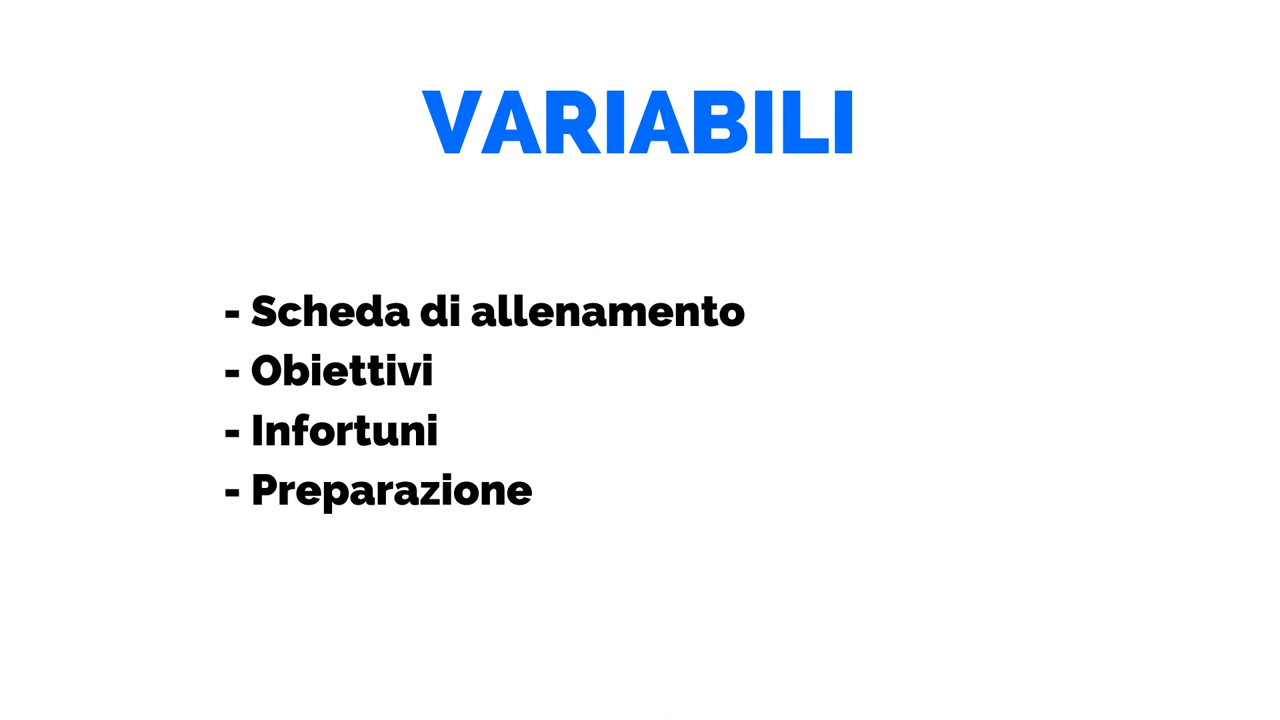 VARIABILI
- Scheda di allenamento
- Obiettivi
- Infortuni
- Preparazione